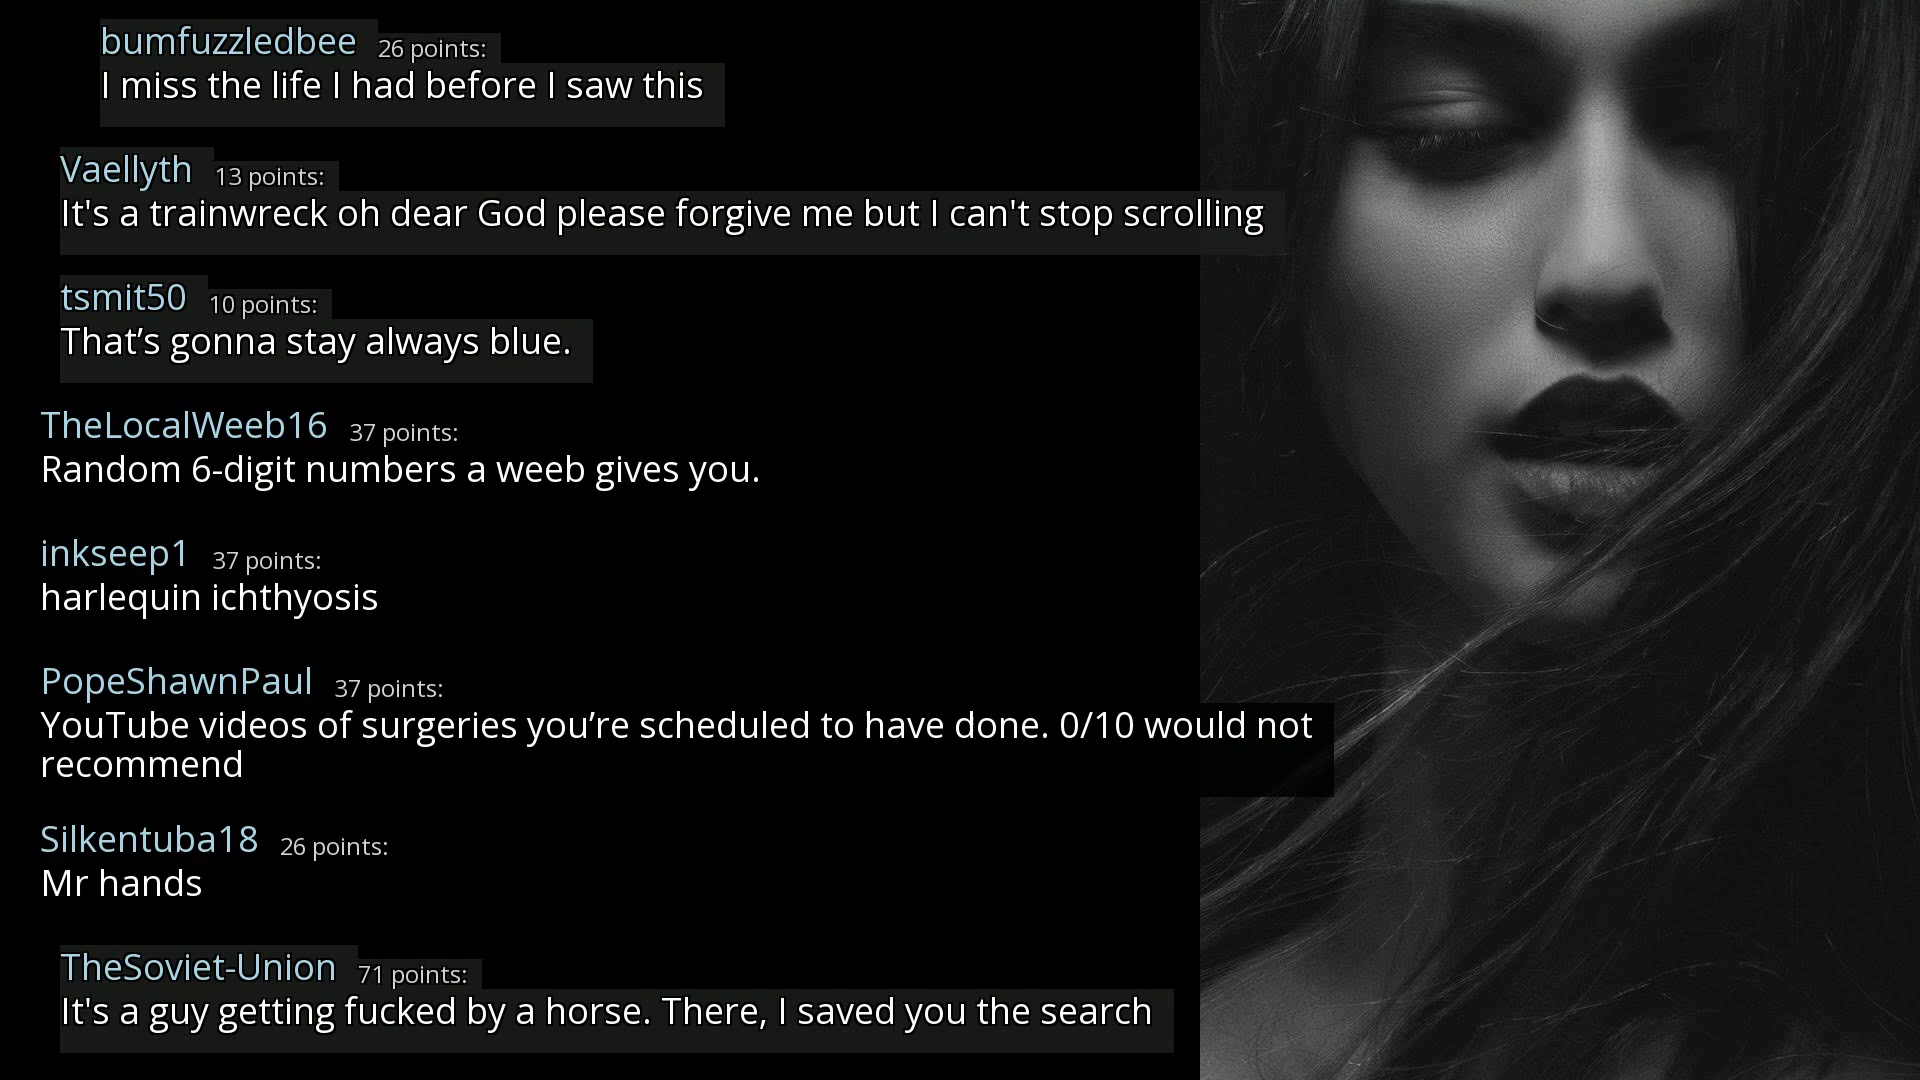 bumfuzzledbee 26 points:
I miss the life I had before I saw this
Vaellyth 13 points:
It's a trainwreck oh dear God please forgive me but I can't stop scrolling
tsmit50 10 points:
That’s gonna stay always blue.
TheLocalWeeb16 37 points:
Random 6-digit numbers a weeb gives you.
inkseep1 37 points:
harlequin ichthyosis
PopeShawnPaul 37 points:
YouTube videos of surgeries you’re scheduled to have done. 0/10 would not
recommend
Silkentuba18 26 points:
Mr hands
TheSoviet-Union 71 points:
It's a guy getting fucked by a horse. There, I saved you the search